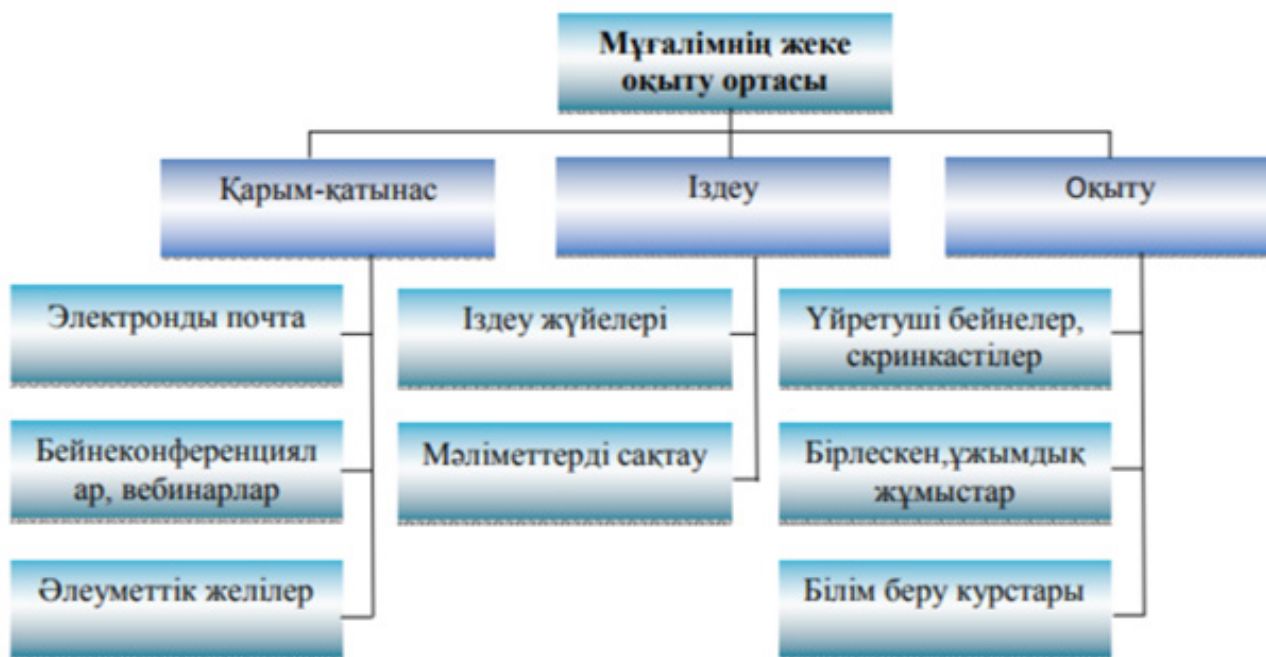 Мұғалімнің жеке
оқыту ортасы
Қарым-қатынас
Іздеу
Оқыту
Электронды почта
Іздеу жүйелері
Үйретуші бейнелер,
скринкастілер
Бейнеконференциял
ар, вебинарлар
Мәліметтерді сақтау
Бірлескен,ұжымдық
жұмыстар
Әлеуметтік желілер
Білім беру курстары